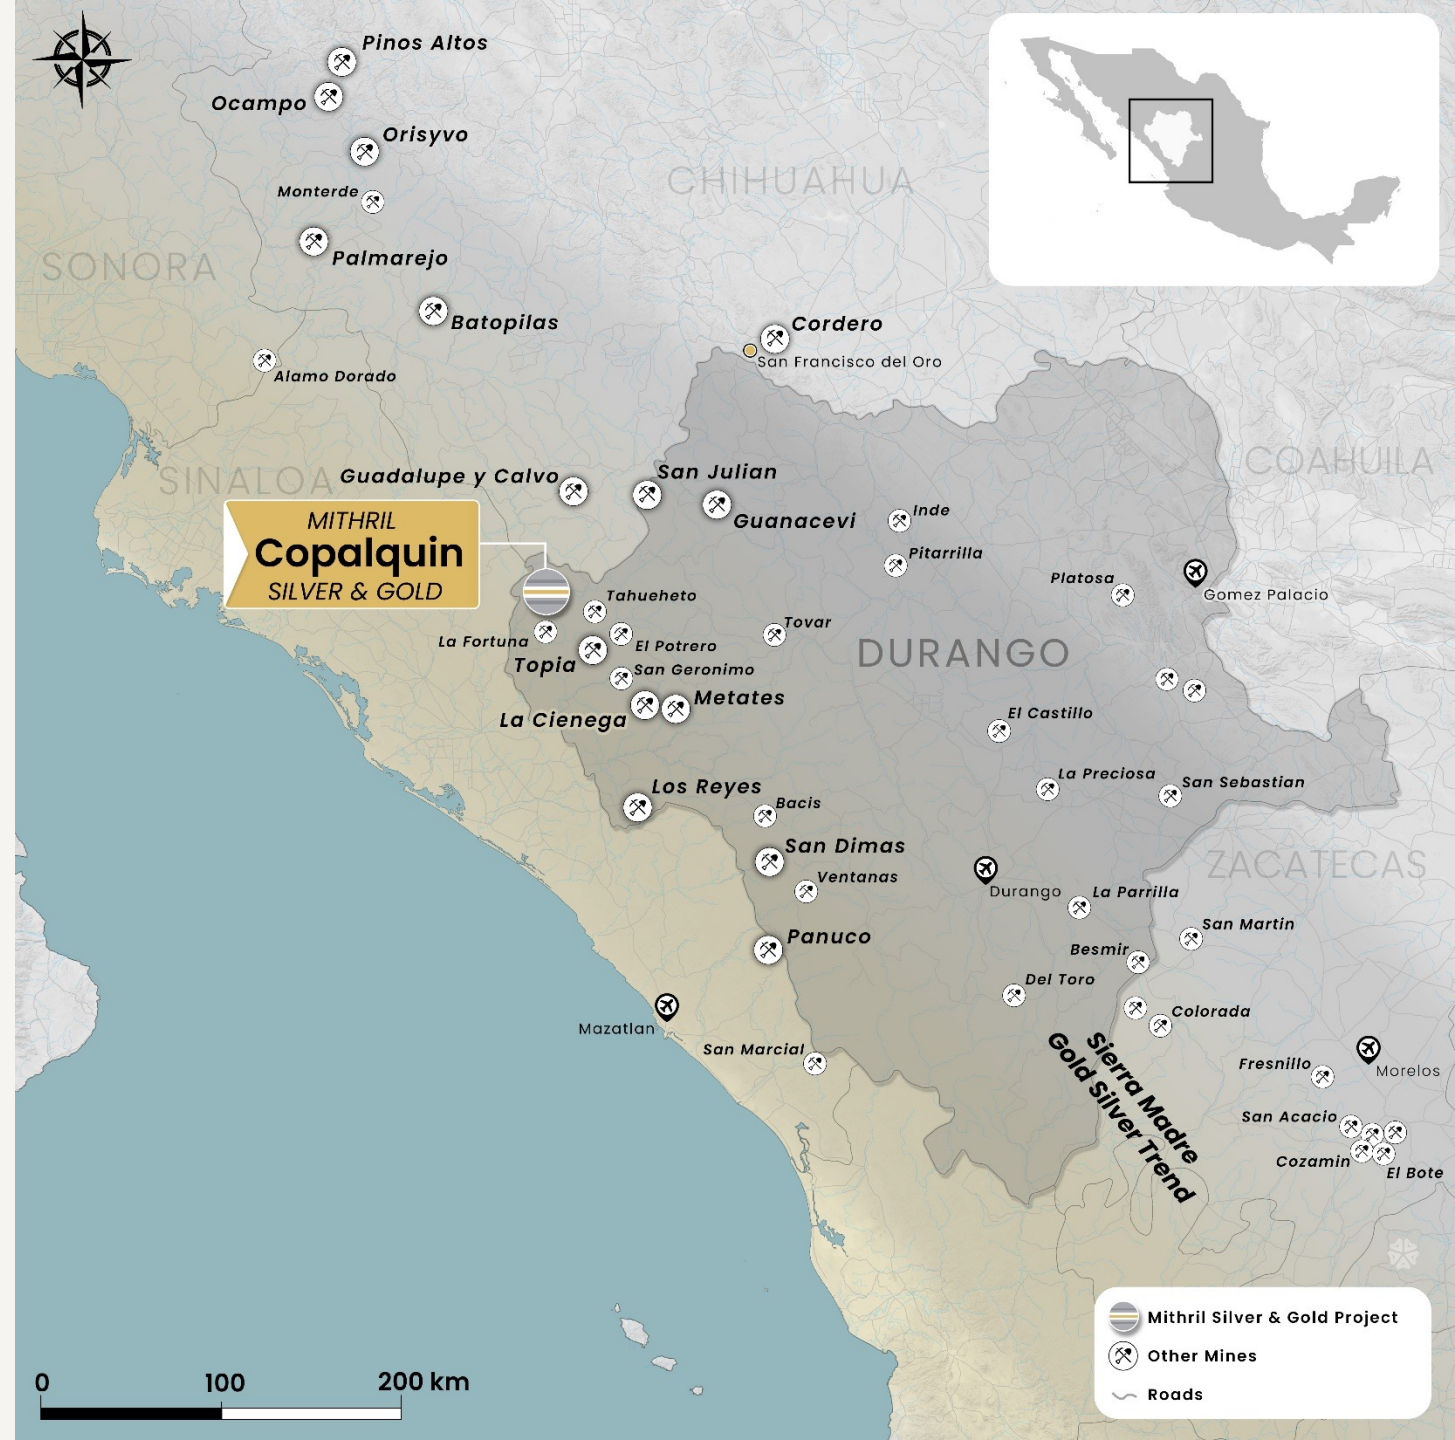 Pinos Altos
Ocampo
Orisyvo
CHIHUAHUA
Monterde
SONORA
Palmarejo
Batopilas
Cordero
San Francisco del Oro
Alamo Dorado
COAHUILA
SINALOA
Guadalupe y Calvo
San Julian
Guanacevi
Inde
MITHRIL
Copalquin
SILVER & GOLD
Pitarrilla
Platosa
Gomez Palacio
Tahueheto
Tovar
La Fortuna
El Potrero
DURANGO
Topia
San Geronimo
Metates
La Cienega
El Castillo
Los Reyes
Bacis
La Preciosa
San Sebastian
San Dimas
ZACATECAS
Ventanas
Durango
La Parrilla
San Martin
Panuco
Besmir
Del Toro
Colorada
Mazatlan
San Marcial
Sierra Madre
Gold Silver Trend
Fresnillo
Morelos
San Acacio
Cozamin
El Bote
Mithril Silver & Gold Project
Other Mines
Roads
0 100 200 km